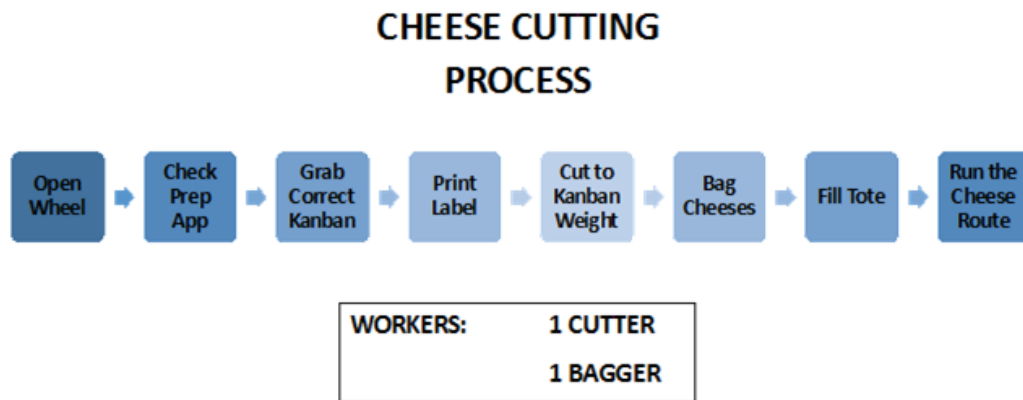 CHEESE CUTTING
PROCESS
Open
Wheel
Check
Prep
App
Grab
Correct
Kanban
Print
Label
Cut to
Kanban
Weight
Bag
Cheeses
Fill Tote
Run the
Cheese
Route
WORKERS: 1 CUTTER
1 BAGGER